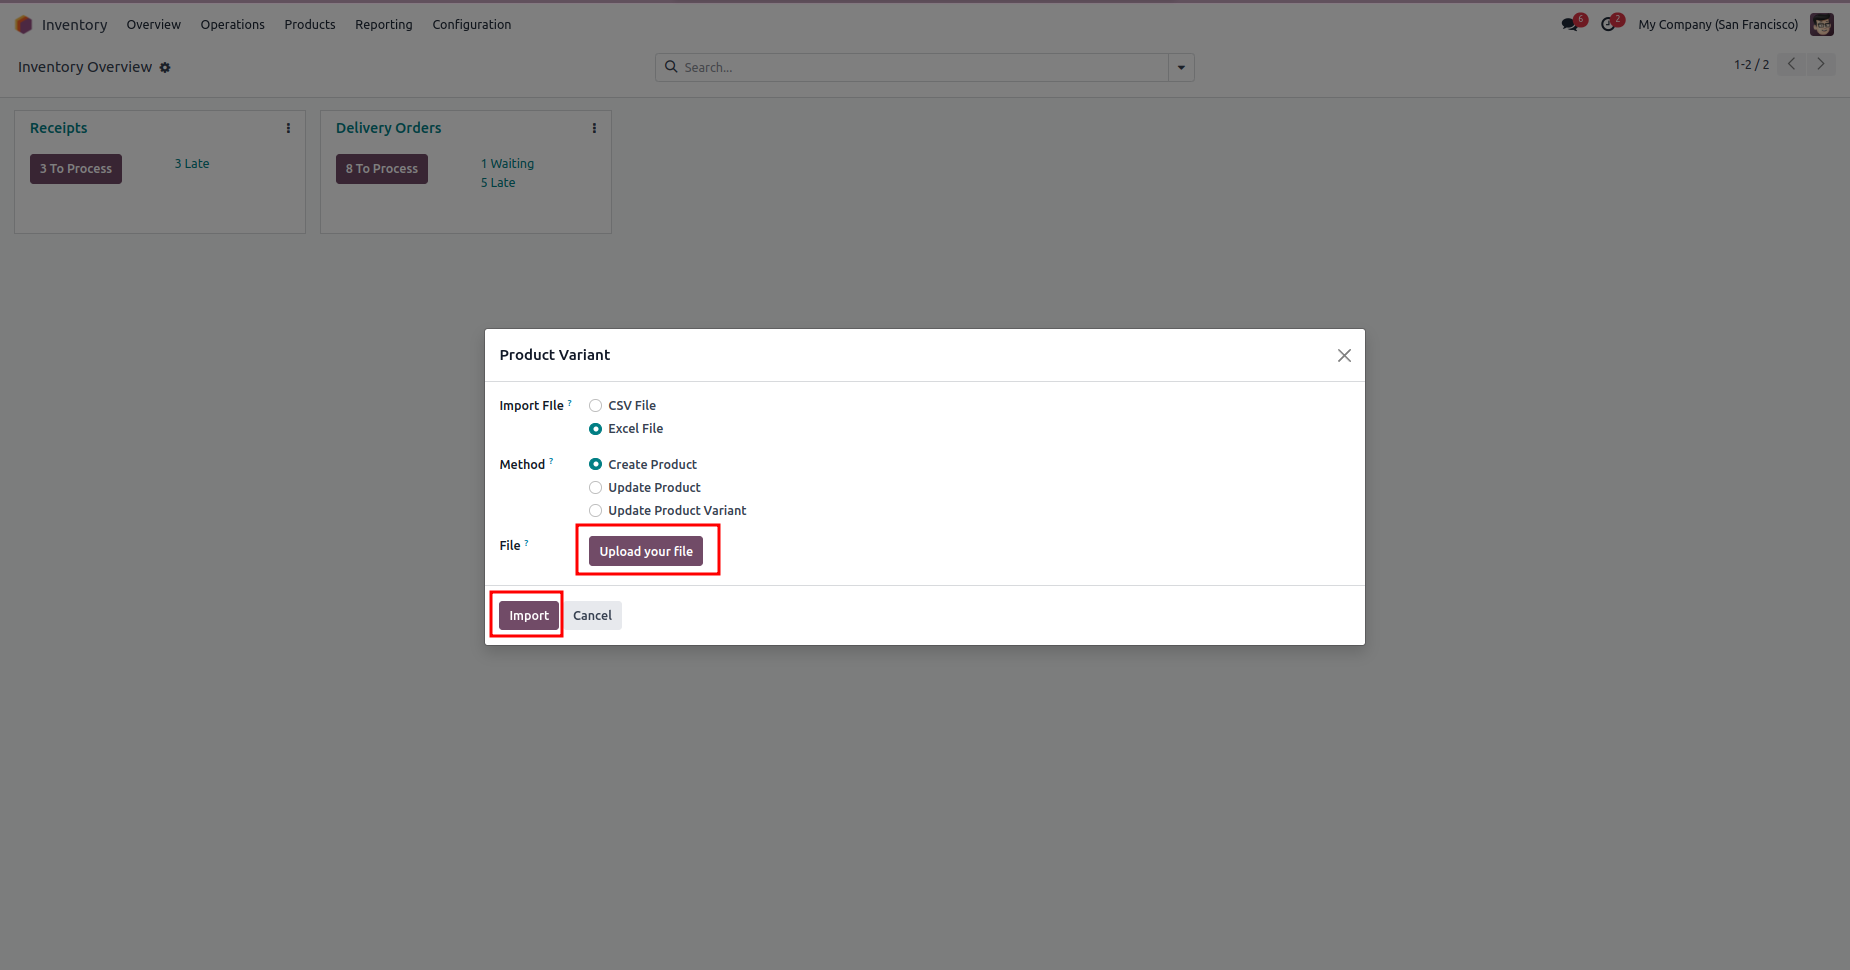 Inventory Overview Operations Products Reporting Configuration 6 2 My Company (San Francisco)
Inventory Overview Search... 1-2 / 2
Receipts
3 To Process 3 Late
Delivery Orders
8 To Process 1 Waiting
5 Late
Product Variant
Import FIle ? CSV File
Excel File
Method ? Create Product
Update Product
Update Product Variant
File ? Upload your file
Import Cancel